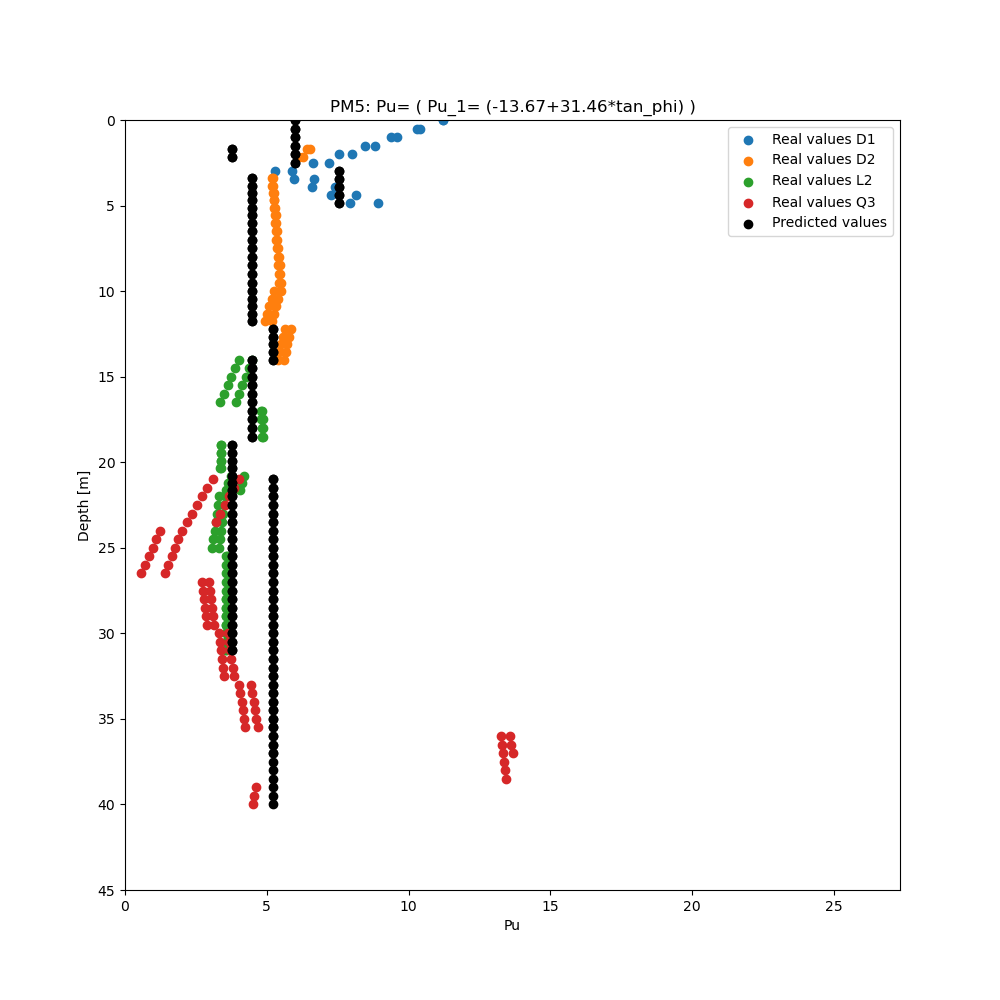 PM5: Pu= ( Pu_1= (-13.67+31.46*tan_phi) )
Real values D1
Real values D2
Real values L2
Real values Q3
Predicted values
0
5
10
15
20
25
30
35
40
45
Depth [m]
0 5 10 15 20 25
Pu